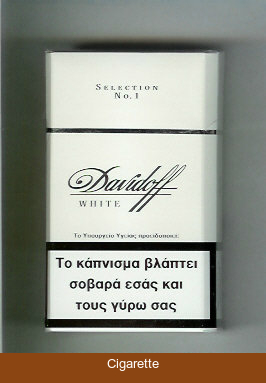 SELECTION
No.1
Davidoff
WHITE
Το Υπουργείο Υγείας προειδοποιεί:
Το κάπνισμα βλάπτει
σοβαρά εσάς και
τους γύρω σας
Cigarette